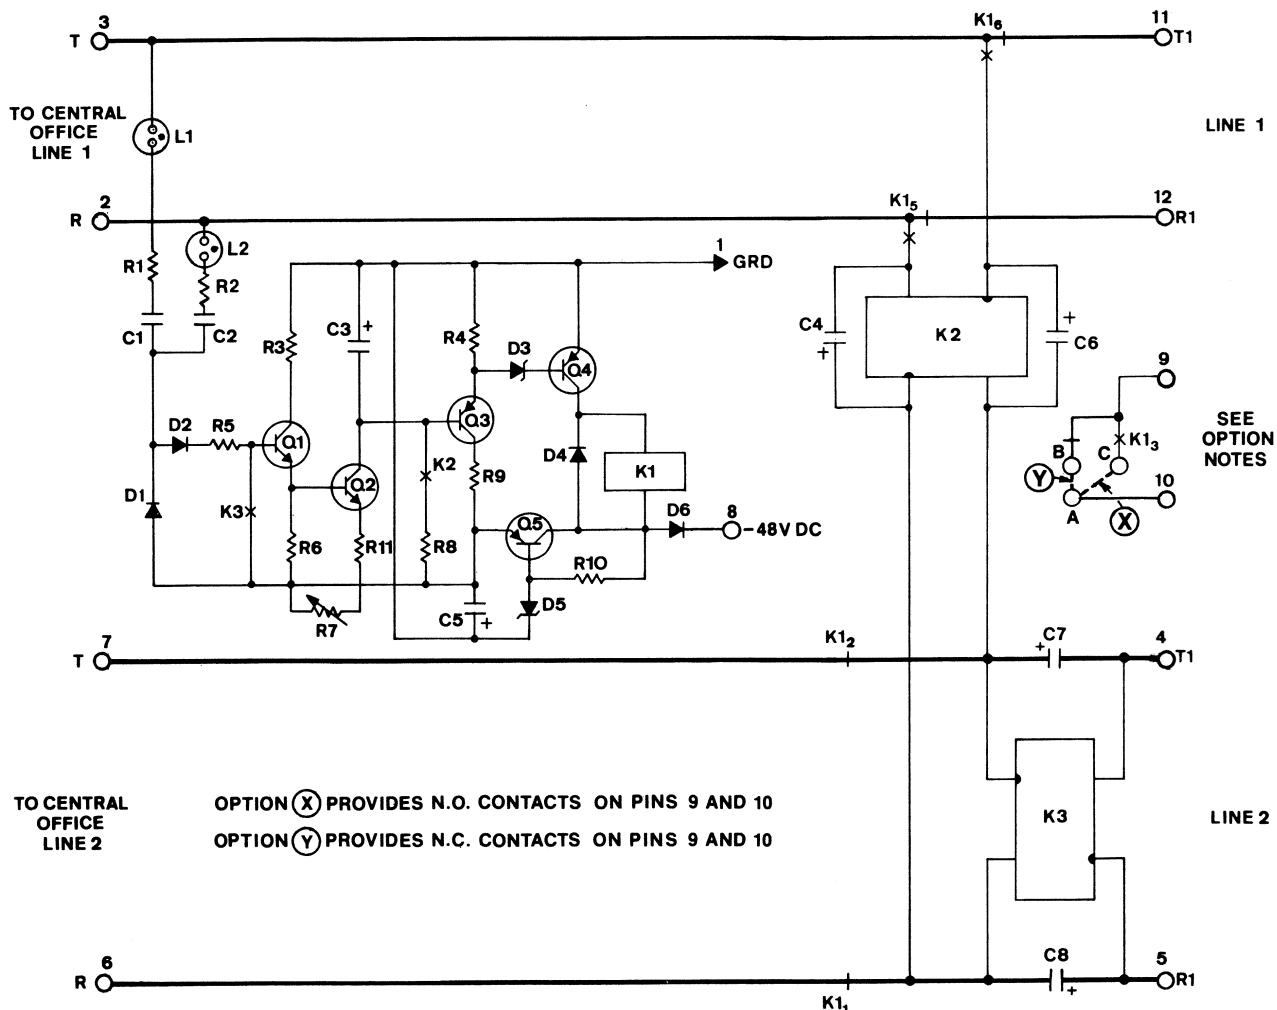 3
K1₆
11
T
T1
TO CENTRAL
OFFICE
LINE 1
L1
LINE 1
2
K1₅
12
R
R1
L2
R1
R2
1
GRD
C1
C2
R3
C3 +
R4
D3
Q4
C4
+
K2
+
C6
9
D2
R5
Q1
Q3
D4
K1
SEE
OPTION
NOTES
K1₃
B
C
Y
A
X
10
D1
K3
Q2
K2
R9
Q5
D6
8
-48V DC
R6
R11
R8
R10
R7
C5
+
D5
7
K1₂
C7
+
4
T
T1
TO CENTRAL
OFFICE
LINE 2
OPTION X PROVIDES N.O. CONTACTS ON PINS 9 AND 10
OPTION Y PROVIDES N.C. CONTACTS ON PINS 9 AND 10
K3
LINE 2
6
C8
5
R
+
R1
K1₁